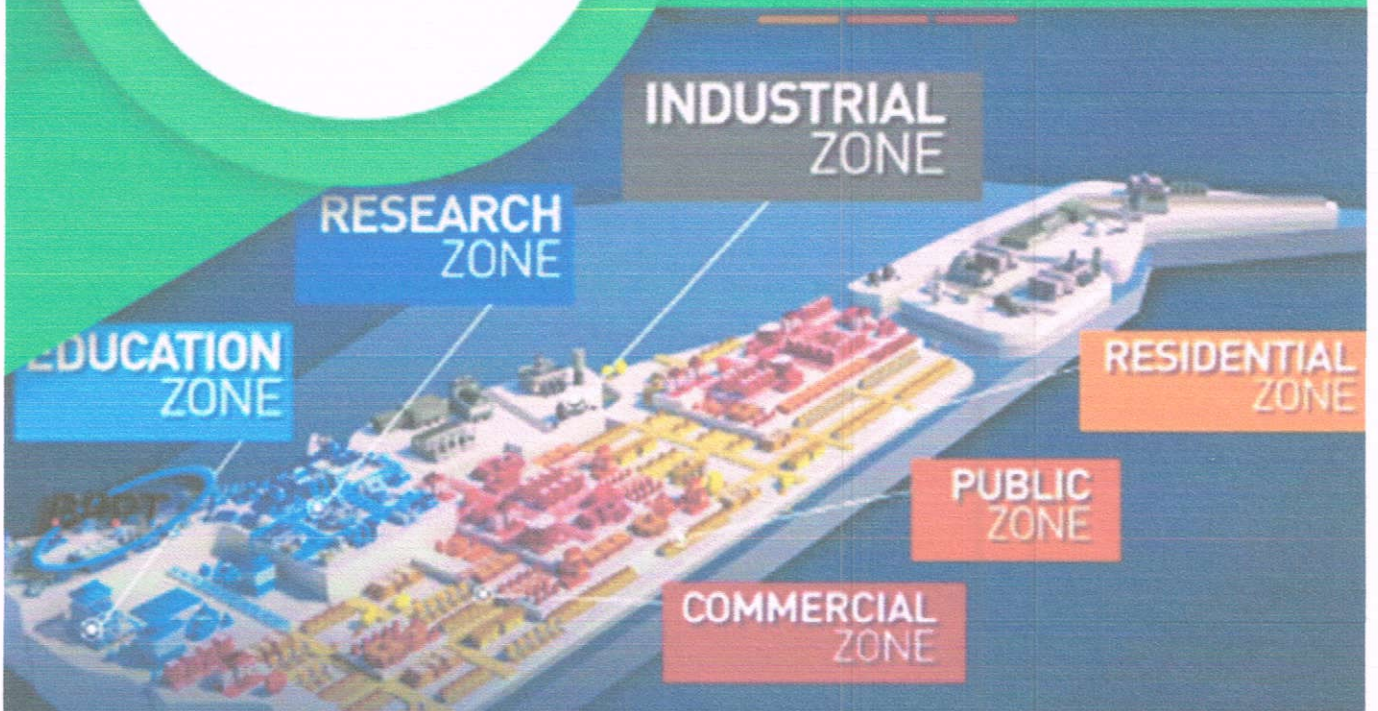 INDUSTRIAL
ZONE
RESEARCH
ZONE
EDUCATION
ZONE
RESIDENTIAL
ZONE
PUBLIC
ZONE
COMMERCIAL
ZONE